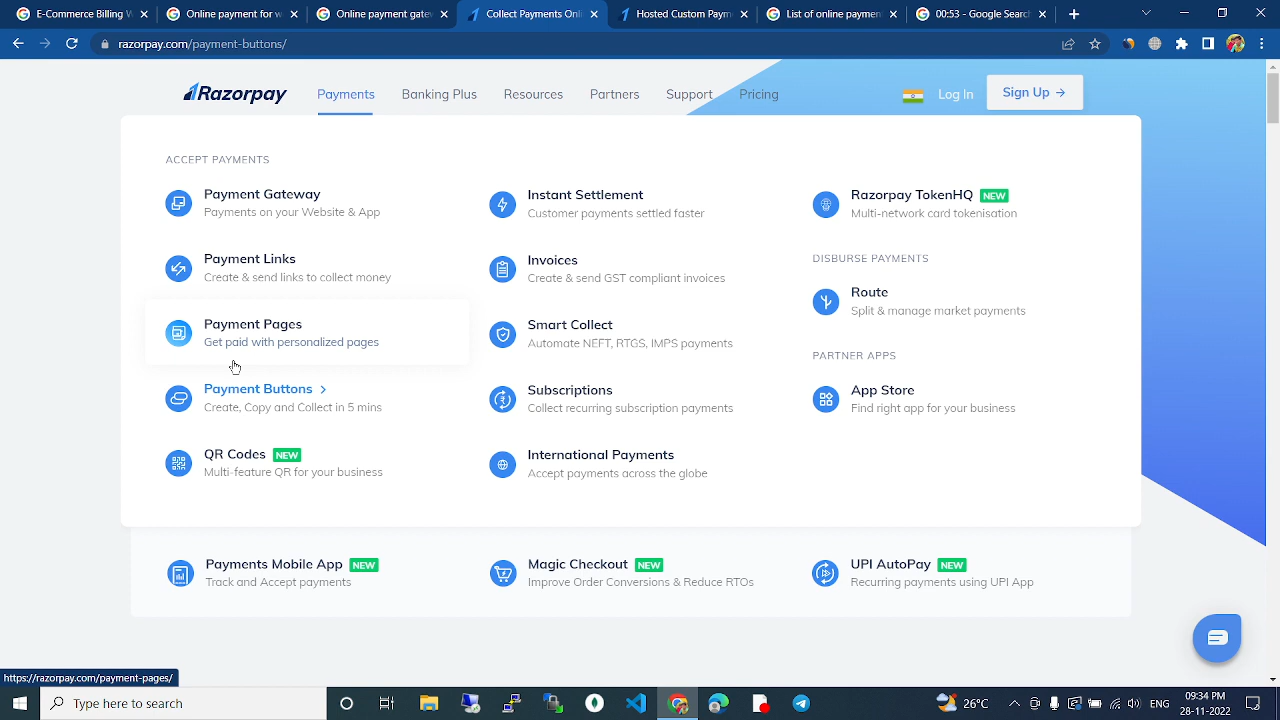 E-Commerce Billing W
Razorpay gateway for w
Online payment gatewa
Collect Payments Onli
Hosted Custom Payme
List of online payment
00:53 - Google Search
razorpay.com/payment-buttons/
Razorpay
Payments
Banking Plus
Resources
Partners
Support
Pricing
Log In
Sign Up →
ACCEPT PAYMENTS
Payment Gateway
Payments on your Website & App
Payment Links
Create & send links to collect money
Payment Pages
Get paid with personalized pages
Payment Buttons >
Create, Copy and Collect in 5 mins
QR Codes NEW
Multi-feature QR for your business
Instant Settlement
Customer payments settled faster
Invoices
Create & send GST compliant invoices
Smart Collect
Automate NEFT, RTGS, IMPS payments
Subscriptions
Collect recurring subscription payments
International Payments
Accept payments across the globe
Razorpay TokenHQ NEW
Multi-network card tokenisation
DISBURSE PAYMENTS
Route
Split & manage market payments
PARTNER APPS
App Store
Find right app for your business
Payments Mobile App NEW
Track and Accept payments
Magic Checkout NEW
Improve Order Conversions & Reduce RTOs
UPI AutoPay NEW
Recurring payments using UPI App
https://razorpay.com/payment-pages/
Type here to search
26°C
ENG
09:34 PM
28-11-2022